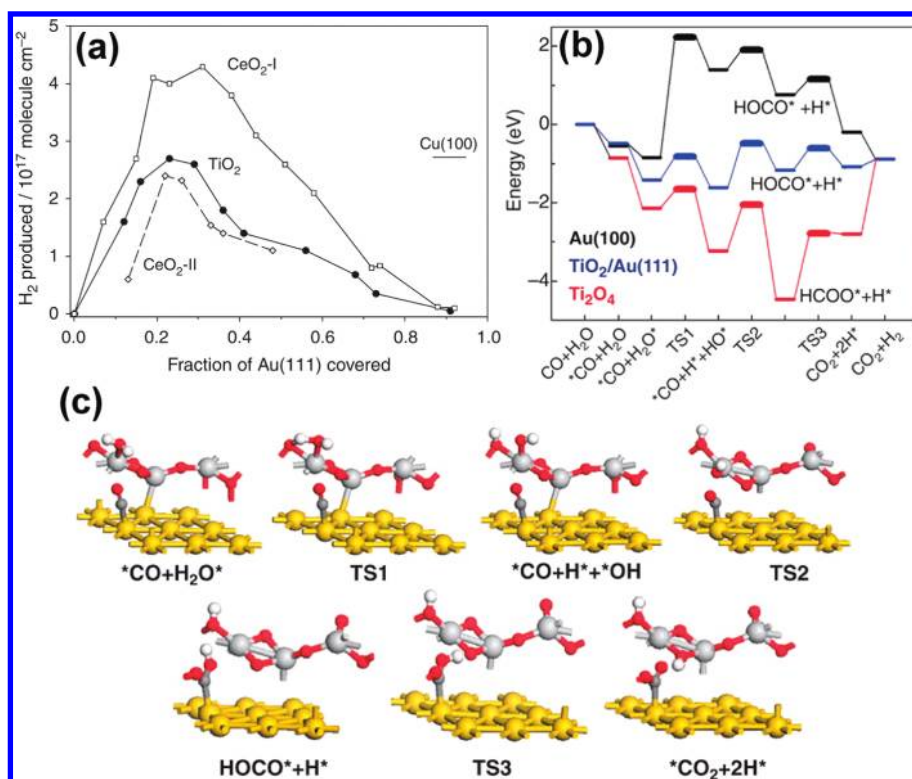 (a)
H₂ produced / 10¹⁷ molecule cm⁻²
5
4
3
2
1
0
CeO₂-I
TiO₂
CeO₂-II
Cu(100)
0.0
0.2
0.4
0.6
0.8
1.0
Fraction of Au(111) covered
(b)
Energy (eV)
2
0
−2
−4
HOCO* +H*
HOCO*+H*
HCOO*+H*
Au(100)
TiO₂/Au(111)
Ti₂O₄
CO+H₂O
*CO+H₂O
*CO+H₂O*
TS1
*CO+H*+HO*
TS2
TS3
CO₂+2H*
CO₂+H₂
(c)
*CO+H₂O*
TS1
*CO+H*+*OH
TS2
HOCO*+H*
TS3
*CO₂+2H*